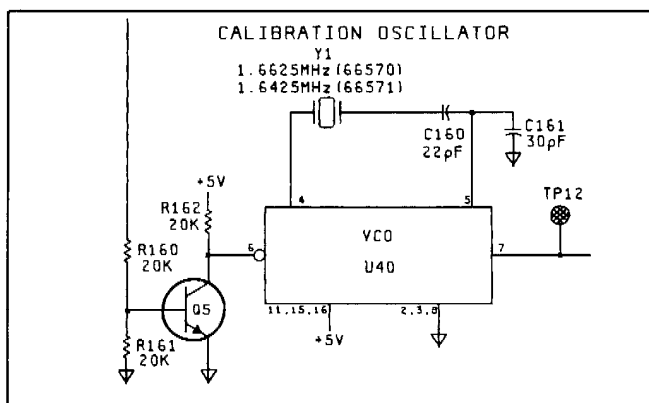 CALIBRATION OSCILLATOR
Y1
1.6625MHz(66570)
1.6425MHz(66571)
C160
22pF
C161
30pF
+5V
4
5
TP12
R162
20K
VCO
6
7
R160
20K
U40
Q5
11,15,16
2,3,8
R161
20K
+5V